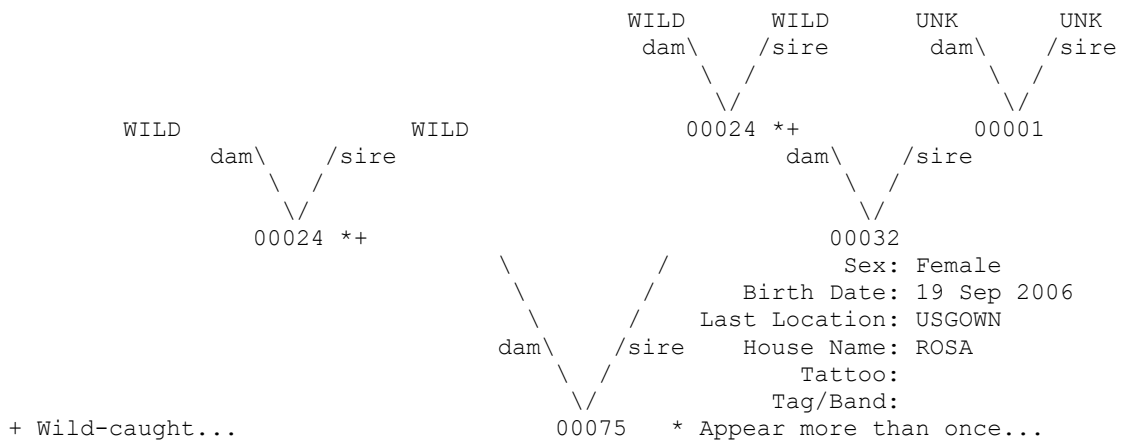 WILD WILD UNK UNK
dam\ /sire dam\ /sire
\ / \ /
\/ \/
WILD WILD 00024 *+ 00001
dam\ /sire dam\ /sire
\ / \ /
\/ \/
00024 *+ 00032
\ / Sex: Female
\ / Birth Date: 19 Sep 2006
\ / Last Location: USGOWN
dam\ /sire House Name: ROSA
\ / Tattoo:
\/ Tag/Band:
+ Wild-caught... 00075 * Appear more than once...